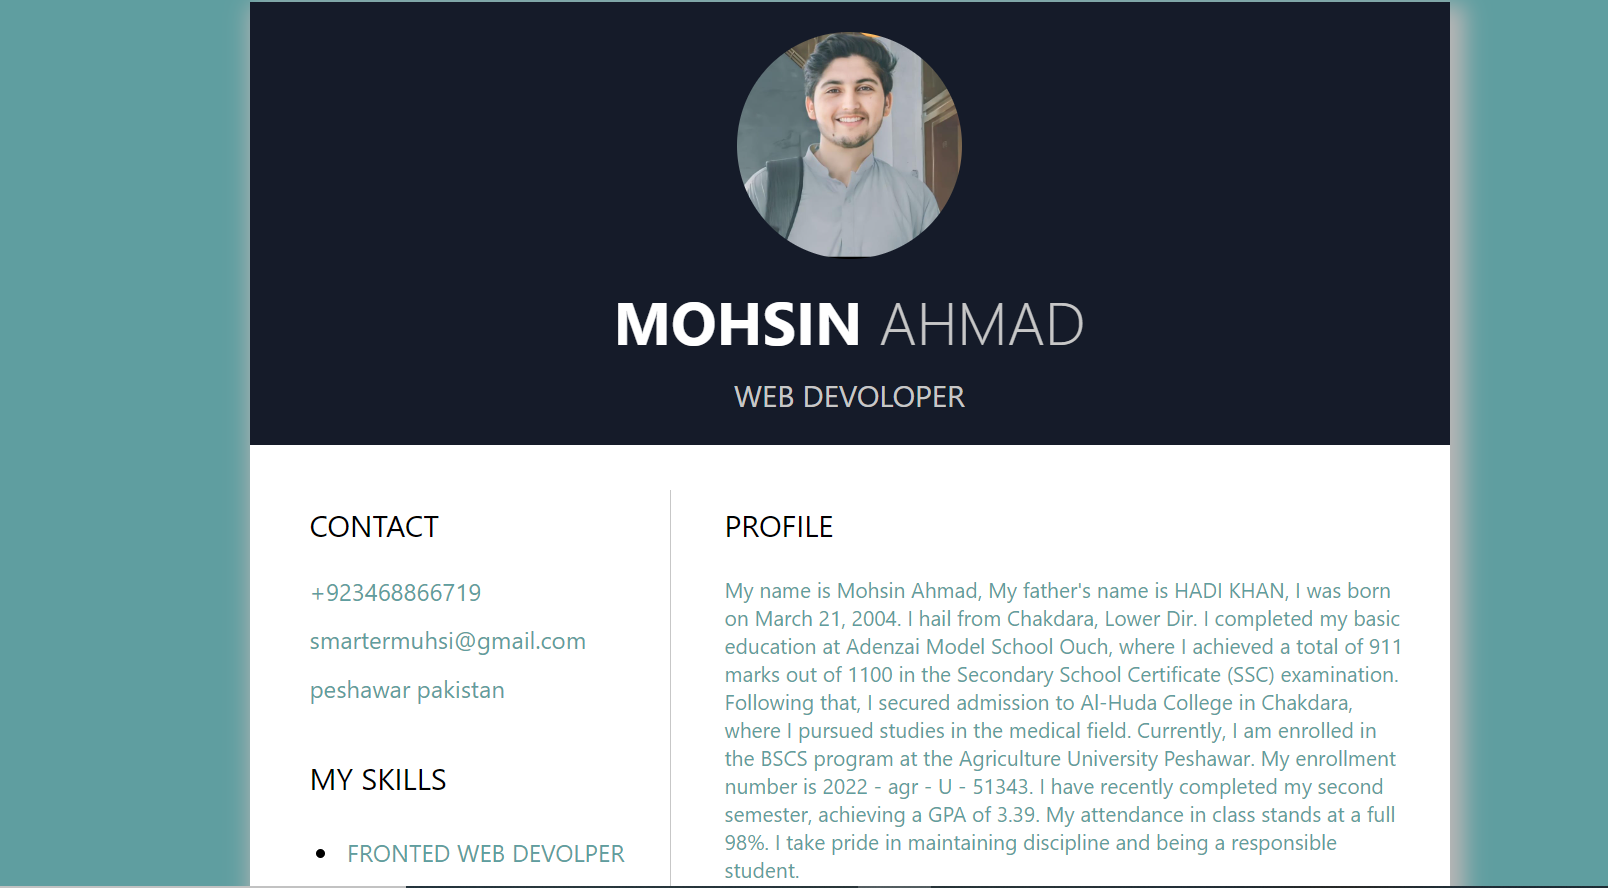 MOHSIN AHMAD
WEB DEVOLOPER
CONTACT
+923468866719
smartermuhsi@gmail.com
peshawar pakistan
MY SKILLS
FRONTED WEB DEVOLPER
PROFILE
My name is Mohsin Ahmad, My father's name is HADI KHAN, I was born
on March 21, 2004. I hail from Chakdara, Lower Dir. I completed my basic
education at Adenzai Model School Ouch, where I achieved a total of 911
marks out of 1100 in the Secondary School Certificate (SSC) examination.
Following that, I secured admission to Al-Huda College in Chakdara,
where I pursued studies in the medical field. Currently, I am enrolled in
the BSCS program at the Agriculture University Peshawar. My enrollment
number is 2022 - agr - U - 51343. I have recently completed my second
semester, achieving a GPA of 3.39. My attendance in class stands at a full
98%. I take pride in maintaining discipline and being a responsible
student.